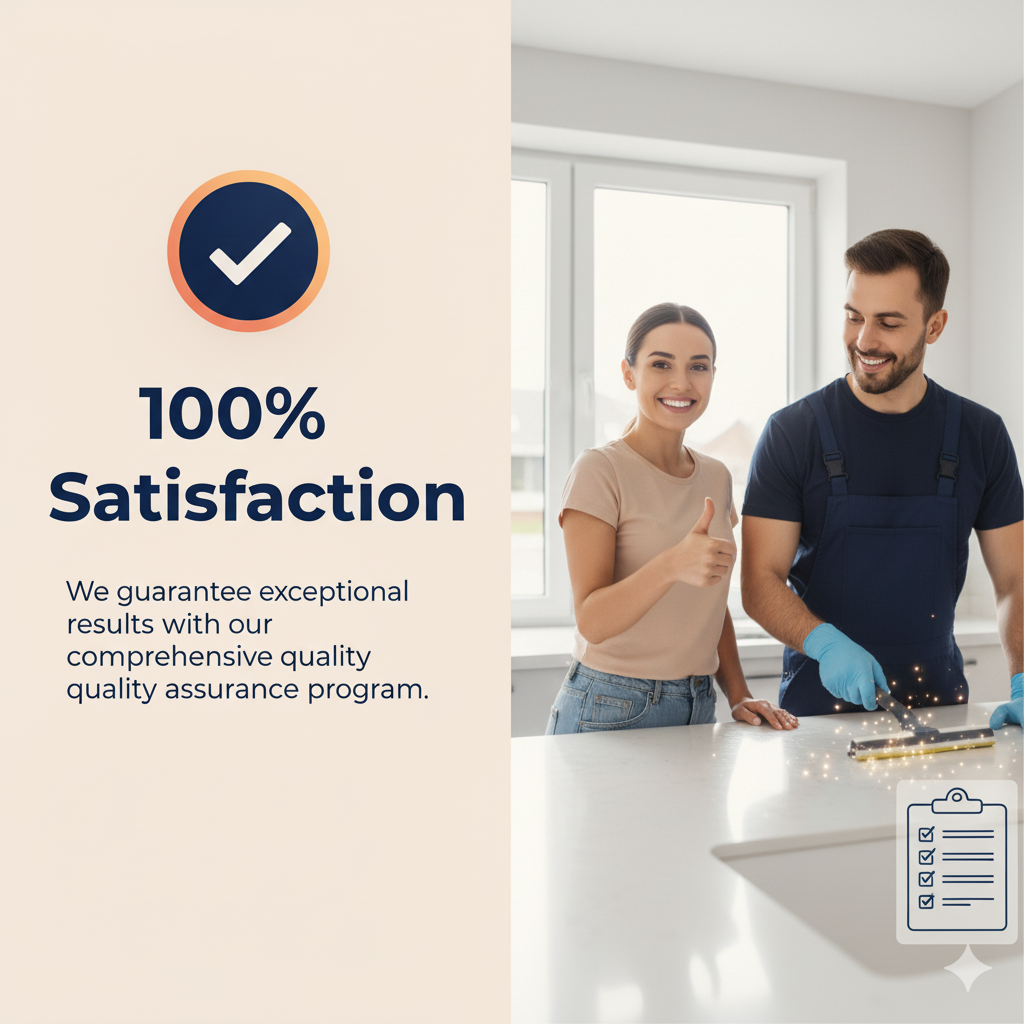 100%
Satisfaction
We guarantee exceptional
results with our
comprehensive quality
quality assurance program.